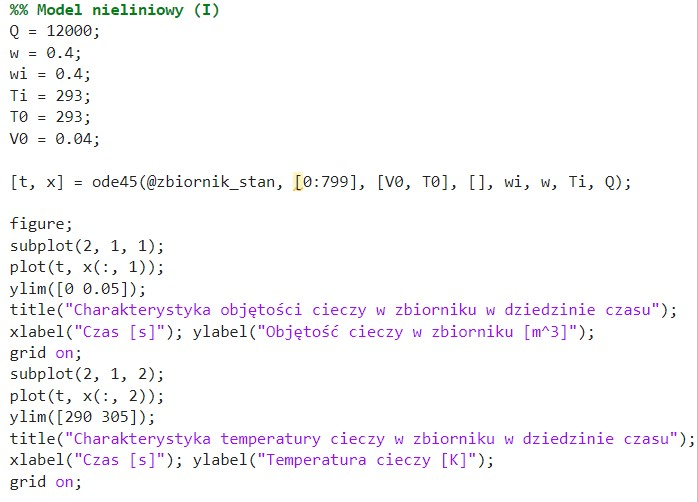 %% Model nieliniowy (I)
Q = 12000;
w = 0.4;
wi = 0.4;
Ti = 293;
T0 = 293;
V0 = 0.04;
[t, x] = ode45(@zbiornik_stan, [0:799], [V0, T0], [], wi, w, Ti, Q);
figure;
subplot(2, 1, 1);
plot(t, x(:, 1));
ylim([0 0.05]);
title("Charakterystyka objętości cieczy w zbiorniku w dziedzinie czasu");
xlabel("Czas [s]"); ylabel("Objętość cieczy w zbiorniku [m^3]");
grid on;
subplot(2, 1, 2);
plot(t, x(:, 2));
ylim([290 305]);
title("Charakterystyka temperatury cieczy w zbiorniku w dziedzinie czasu");
xlabel("Czas [s]"); ylabel("Temperatura cieczy [K]");
grid on;